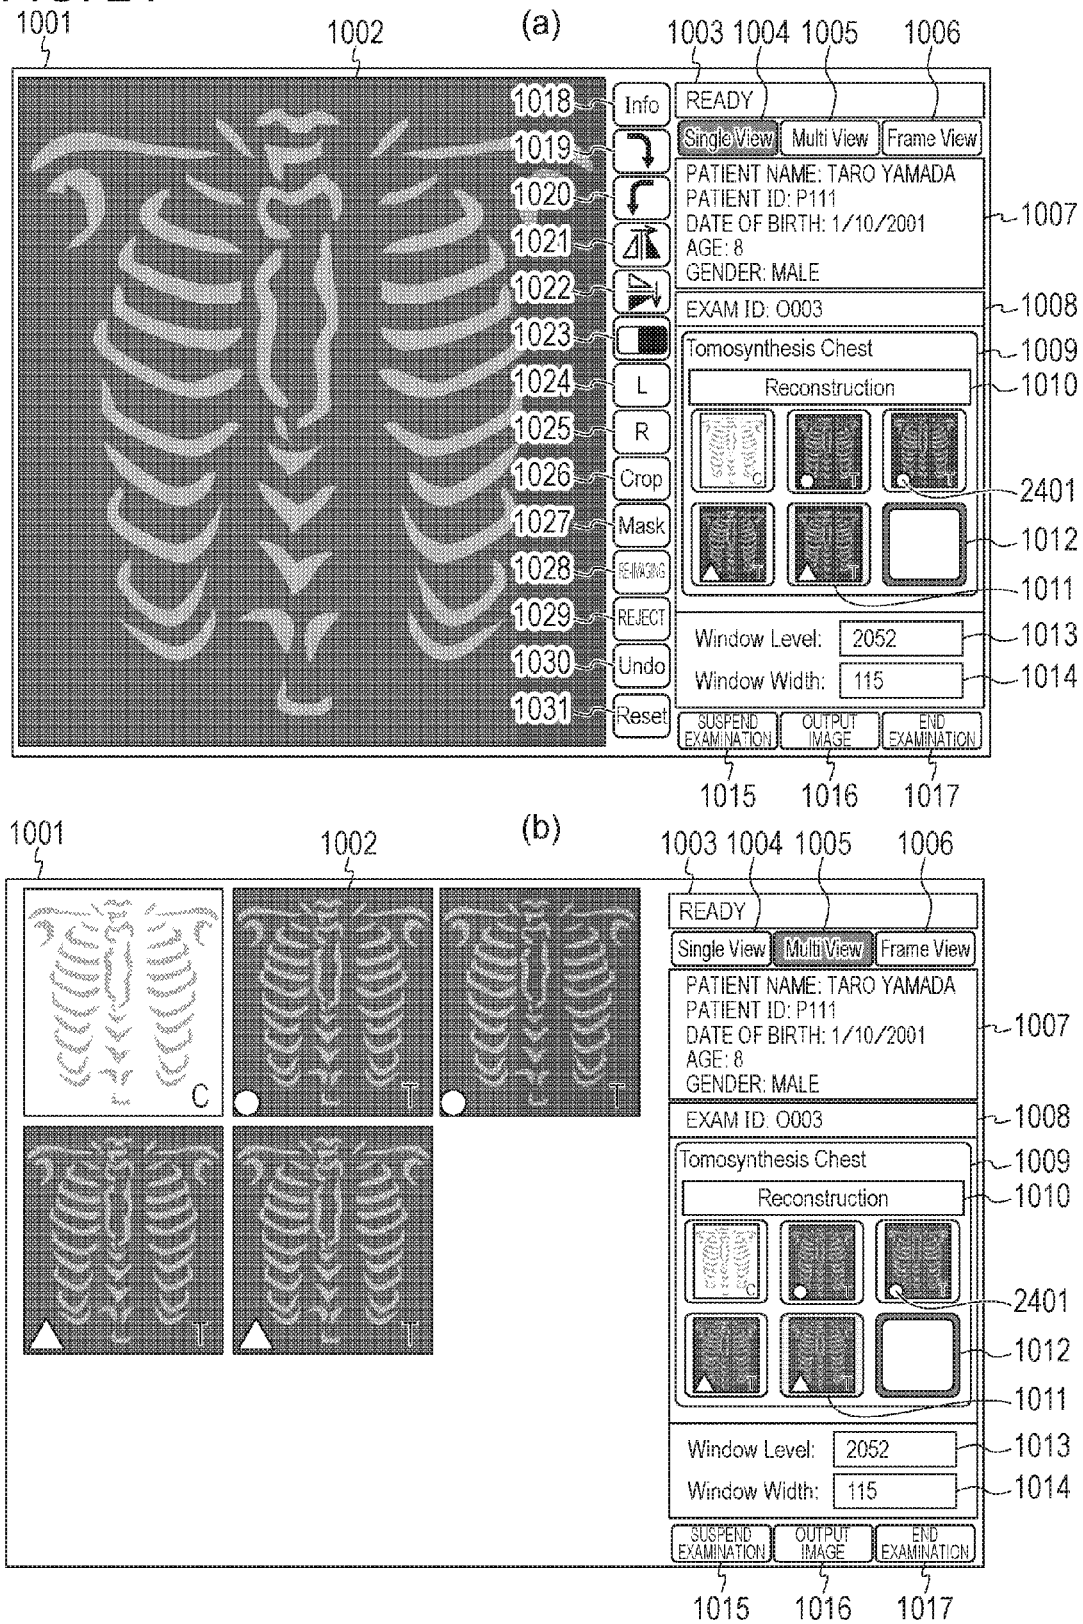 1001
1002
(a)
1003 1004 1005 1006
1018 Info
READY
1019
Single View Multi View Frame View
1020
PATIENT NAME: TARO YAMADA
PATIENT ID: P111
DATE OF BIRTH: 1/10/2001
AGE: 8
GENDER: MALE
1007
1021
1022
EXAM ID: O003
1008
1023
Tomosynthesis Chest
1009
1024 L
Reconstruction
1010
1025 R
C T T
1026 Crop
2401
1027 Mask
1012
1028 RE-IMAGING
T T
1011
1029 REJECT
Window Level: 2052
1013
1030 Undo
Window Width: 115
1014
1031 Reset
SUSPEND EXAMINATION
OUTPUT IMAGE
END EXAMINATION
1015 1016 1017
1001
1002
(b)
1003 1004 1005 1006
READY
Single View Multi View Frame View
PATIENT NAME: TARO YAMADA
PATIENT ID: P111
DATE OF BIRTH: 1/10/2001
AGE: 8
GENDER: MALE
1007
C T T
EXAM ID: O003
1008
Tomosynthesis Chest
1009
Reconstruction
1010
C T T
2401
T T
1012
T T
1011
Window Level: 2052
1013
Window Width: 115
1014
SUSPEND EXAMINATION
OUTPUT IMAGE
END EXAMINATION
1015 1016 1017